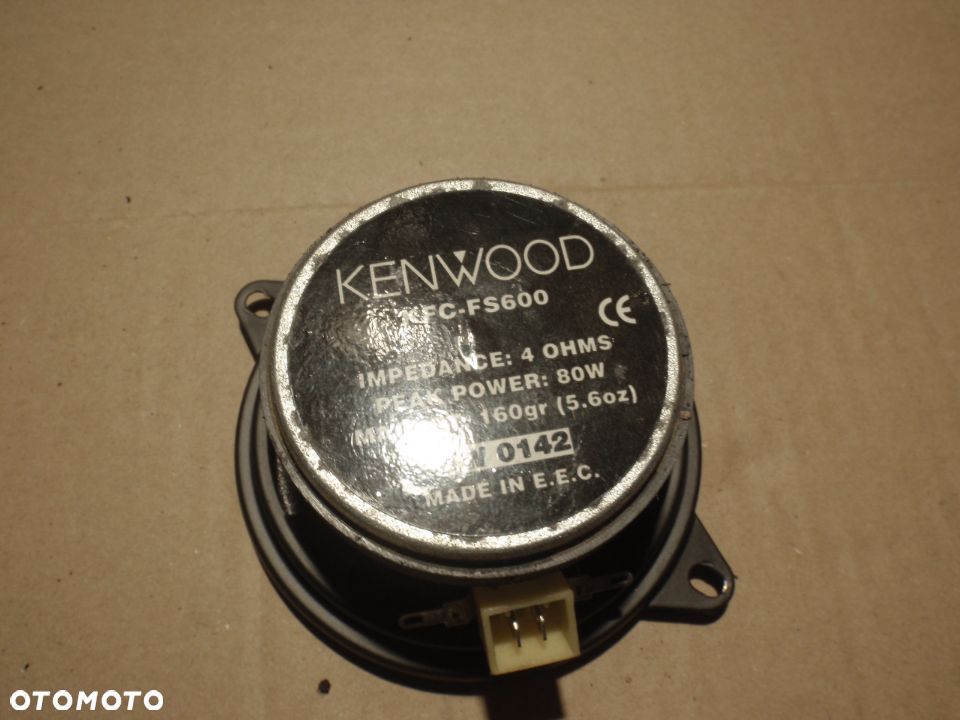 KENWOOD
KFC-FS600
CE
IMPEDANCE: 4 OHMS
PEAK POWER: 80W
160gr (5.6oz)
0142
MADE IN E.E.C.
OTOMOTO